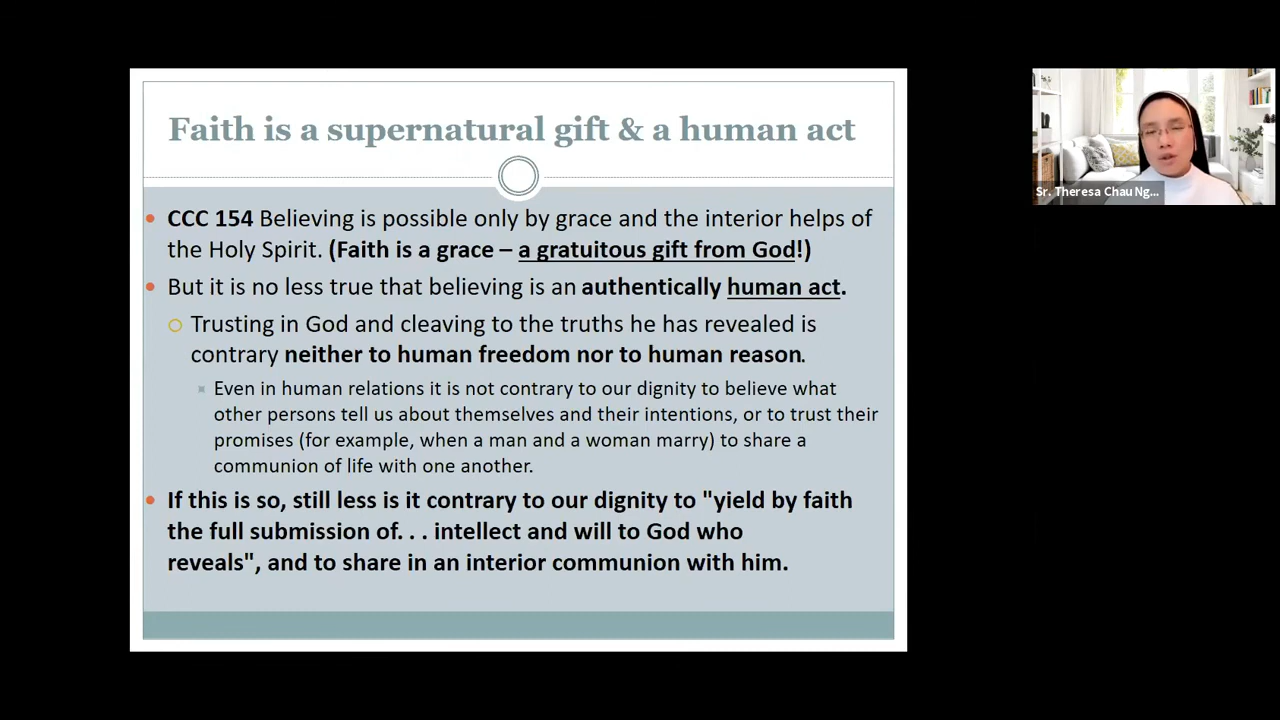 Faith is a supernatural gift & a human act
CCC 154 Believing is possible only by grace and the interior helps of
the Holy Spirit. (Faith is a grace – a gratuitous gift from God!)
But it is no less true that believing is an authentically human act.
Trusting in God and cleaving to the truths he has revealed is
contrary neither to human freedom nor to human reason.
Even in human relations it is not contrary to our dignity to believe what
other persons tell us about themselves and their intentions, or to trust their
promises (for example, when a man and a woman marry) to share a
communion of life with one another.
If this is so, still less is it contrary to our dignity to "yield by faith
the full submission of. . . intellect and will to God who
reveals", and to share in an interior communion with him.
Sr. Theresa Chau Ng...